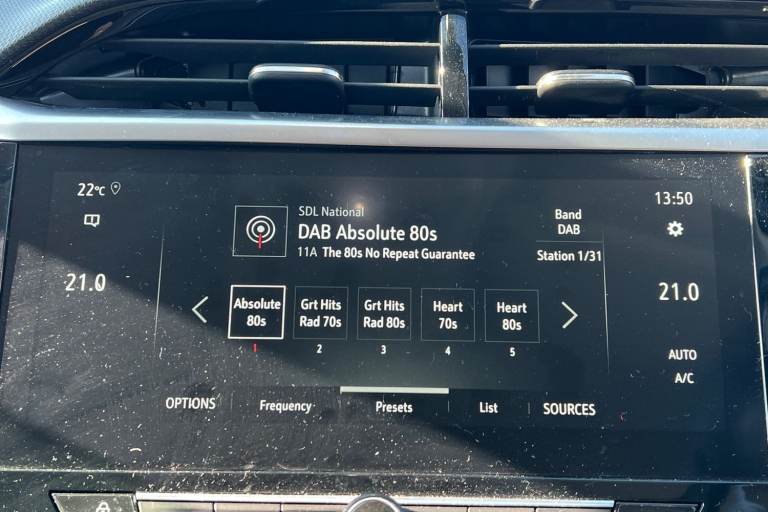 22°C
13:50
SDL National
DAB Absolute 80s
11A The 80s No Repeat Guarantee
Band
DAB
Station 1/31
21.0
21.0
Absolute
80s
Grt Hits
Rad 70s
Grt Hits
Rad 80s
Heart
70s
Heart
80s
1
2
3
4
5
AUTO
A/C
OPTIONS
Frequency
Presets
List
SOURCES